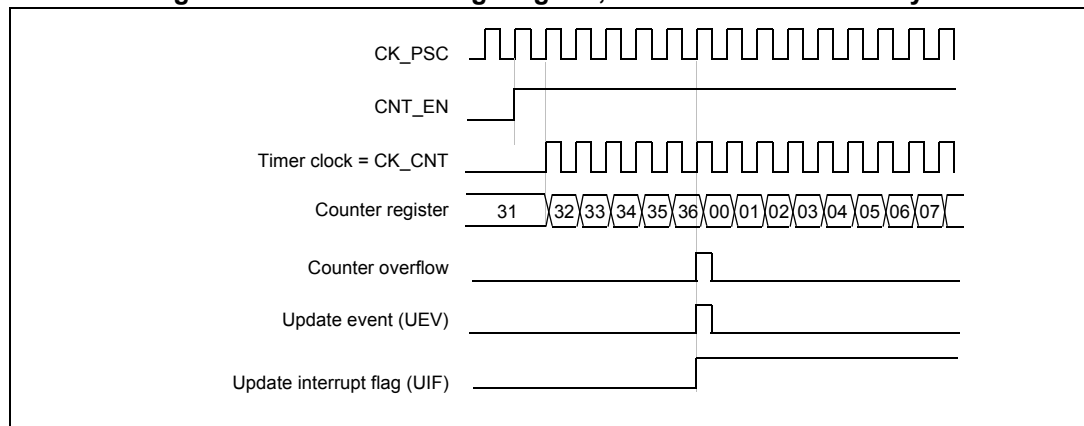 CK_PSC
CNT_EN
Timer clock = CK_CNT
Counter register 31 32 33 34 35 36 00 01 02 03 04 05 06 07
Counter overflow
Update event (UEV)
Update interrupt flag (UIF)